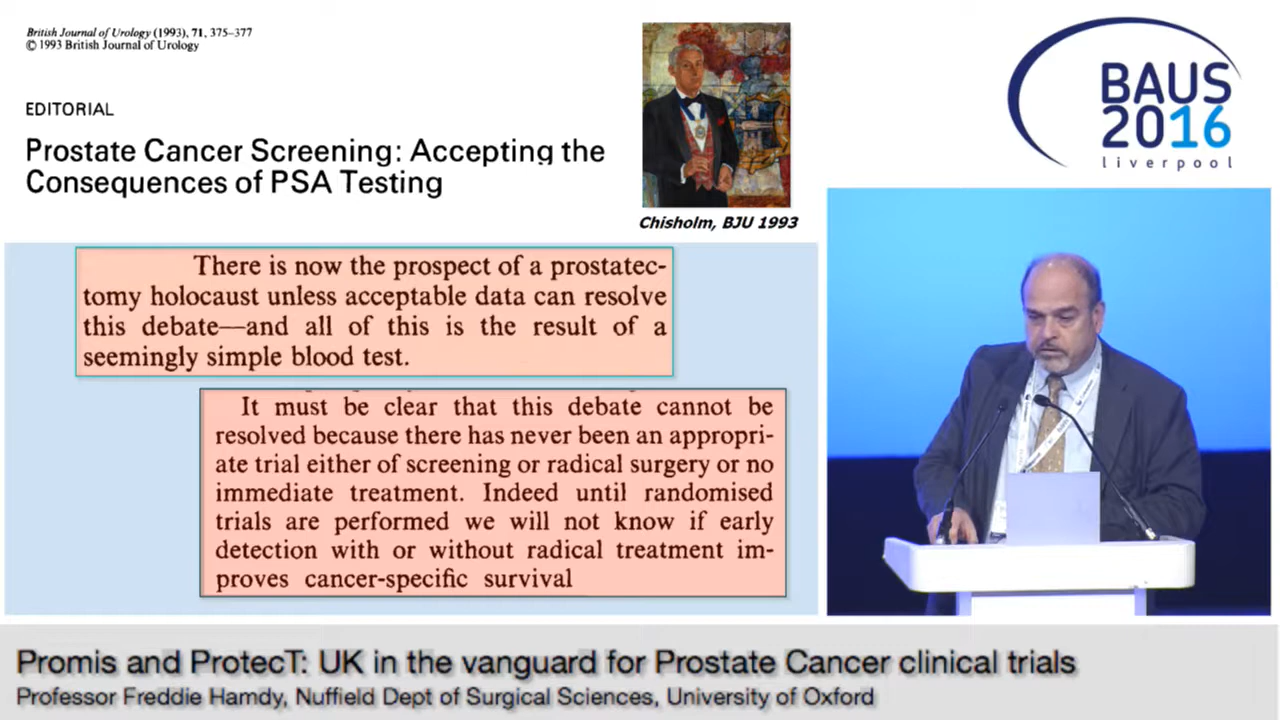 British Journal of Urology (1993), 71, 375–377
© 1993 British Journal of Urology
EDITORIAL
Prostate Cancer Screening: Accepting the
Consequences of PSA Testing
Chisholm, BJU 1993
There is now the prospect of a prostatec-
tomy holocaust unless acceptable data can resolve
this debate—and all of this is the result of a
seemingly simple blood test.
It must be clear that this debate cannot be
resolved because there has never been an appropri-
ate trial either of screening or radical surgery or no
immediate treatment. Indeed until randomised
trials are performed we will not know if early
detection with or without radical treatment im-
proves cancer-specific survival
BAUS
2016
liverpool
Promis and ProtecT: UK in the vanguard for Prostate Cancer clinical trials
Professor Freddie Hamdy, Nuffield Dept of Surgical Sciences, University of Oxford